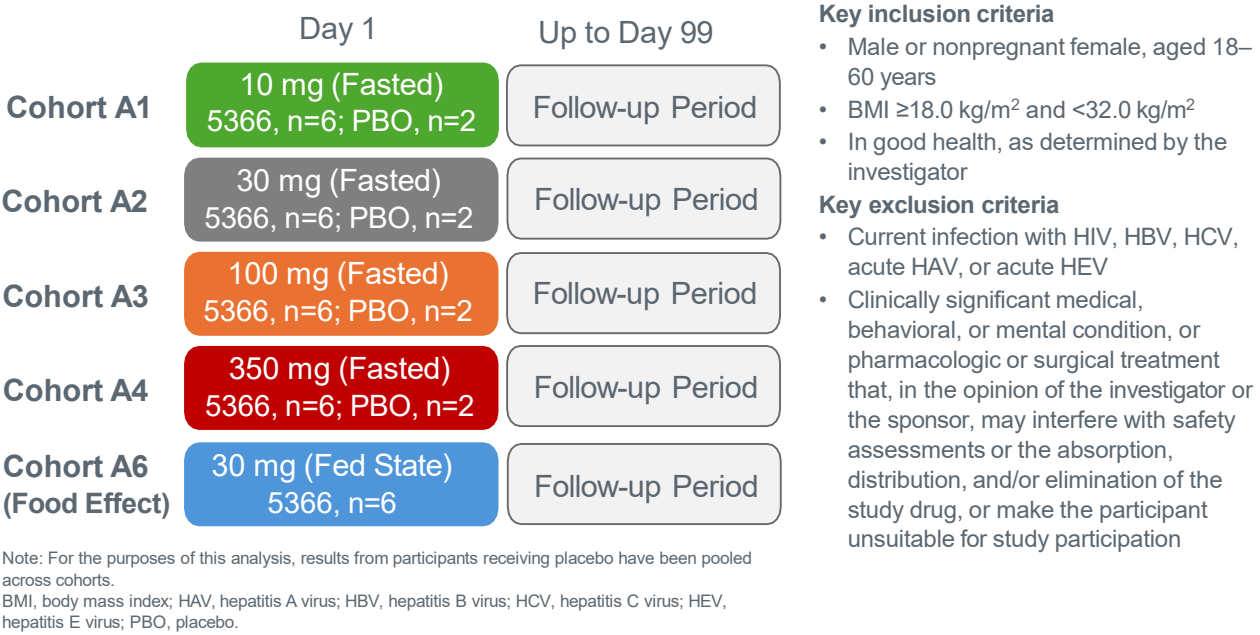 Day 1
Up to Day 99
Cohort A1
10 mg (Fasted)
5366, n=6; PBO, n=2
Follow-up Period
Cohort A2
30 mg (Fasted)
5366, n=6; PBO, n=2
Follow-up Period
Cohort A3
100 mg (Fasted)
5366, n=6; PBO, n=2
Follow-up Period
Cohort A4
350 mg (Fasted)
5366, n=6; PBO, n=2
Follow-up Period
Cohort A6
(Food Effect)
30 mg (Fed State)
5366, n=6
Follow-up Period
Note: For the purposes of this analysis, results from participants receiving placebo have been pooled
across cohorts.
BMI, body mass index; HAV, hepatitis A virus; HBV, hepatitis B virus; HCV, hepatitis C virus; HEV,
hepatitis E virus; PBO, placebo.
Key inclusion criteria
• Male or nonpregnant female, aged 18–
60 years
• BMI ≥18.0 kg/m² and <32.0 kg/m²
• In good health, as determined by the
investigator
Key exclusion criteria
• Current infection with HIV, HBV, HCV,
acute HAV, or acute HEV
• Clinically significant medical,
behavioral, or mental condition, or
pharmacologic or surgical treatment
that, in the opinion of the investigator or
the sponsor, may interfere with safety
assessments or the absorption,
distribution, and/or elimination of the
study drug, or make the participant
unsuitable for study participation